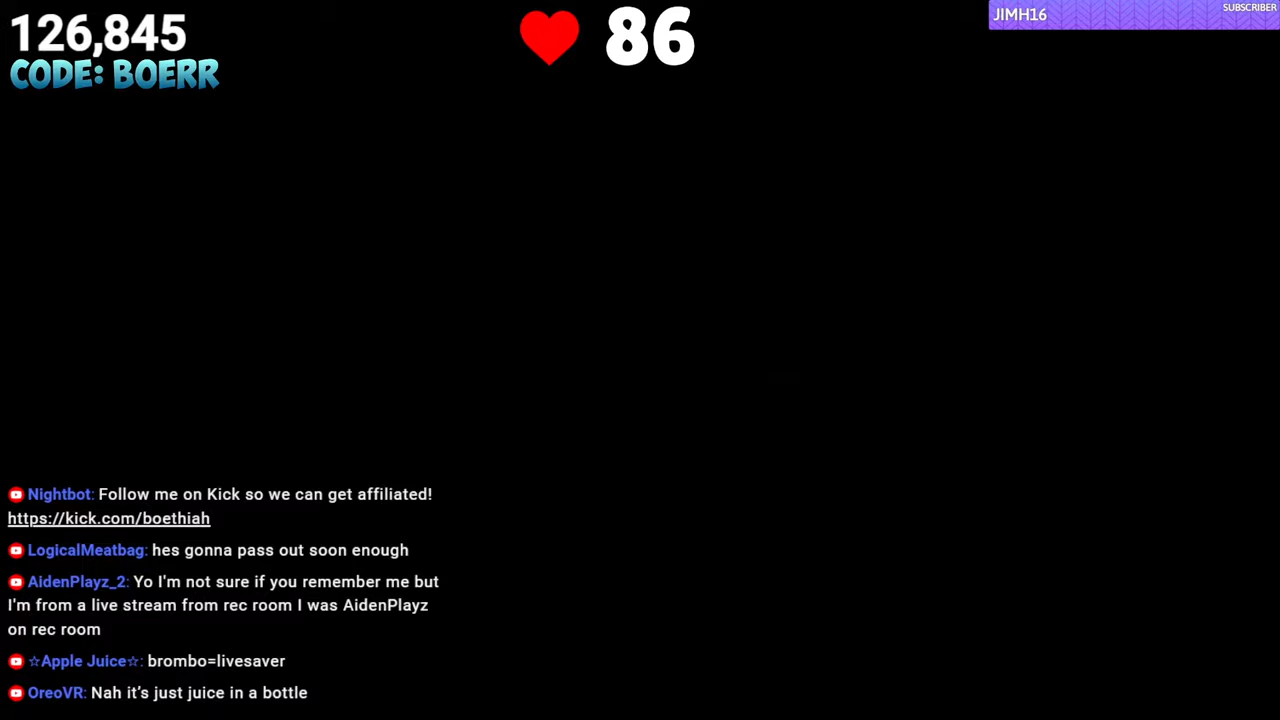 126,845
CODE: BOERR
86
JIMH16
SUBSCRIBER
Nightbot: Follow me on Kick so we can get affiliated!
https://kick.com/boethiah
LogicalMeatbag: hes gonna pass out soon enough
AidenPlayz_2: Yo I'm not sure if you remember me but
I'm from a live stream from rec room I was AidenPlayz
on rec room
☆Apple Juice☆: brombo=livesaver
OreoVR: Nah it’s just juice in a bottle